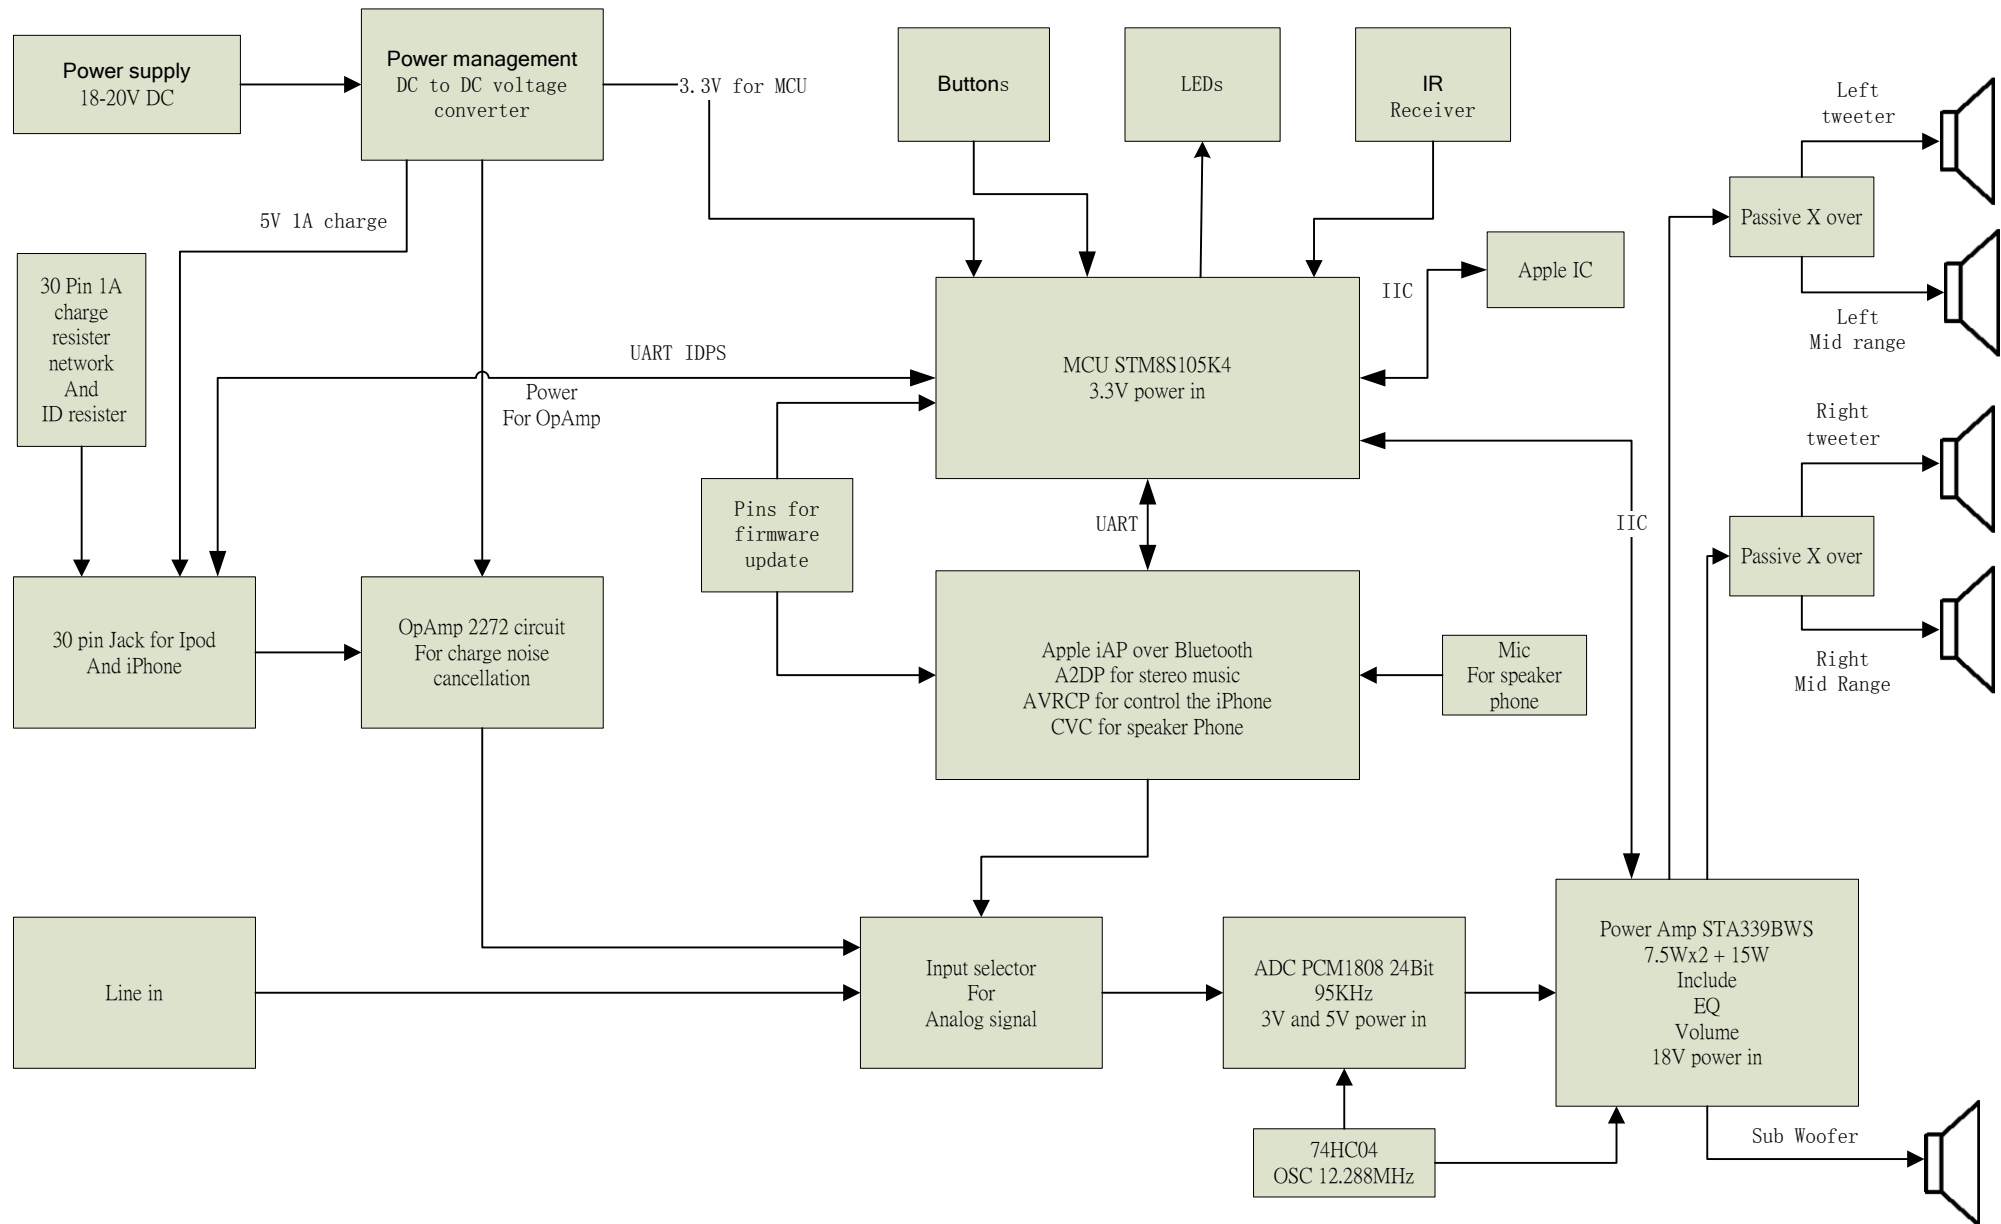 Power supply
18-20V DC
Power management
DC to DC voltage
converter
3.3V for MCU
Buttons
LEDs
IR
Receiver
Left
tweeter
Passive X over
Left
Mid range
5V 1A charge
30 Pin 1A
charge
resister
network
And
ID resister
UART IDPS
Power
For OpAmp
IIC
Apple IC
MCU STM8S105K4
3.3V power in
Right
tweeter
Passive X over
Right
Mid Range
Pins for
firmware
update
UART
IIC
30 pin Jack for Ipod
And iPhone
OpAmp 2272 circuit
For charge noise
cancellation
Apple iAP over Bluetooth
A2DP for stereo music
AVRCP for control the iPhone
CVC for speaker Phone
Mic
For speaker
phone
Line in
Input selector
For
Analog signal
ADC PCM1808 24Bit
95KHz
3V and 5V power in
Power Amp STA339BWS
7.5Wx2 + 15W
Include
EQ
Volume
18V power in
74HC04
OSC 12.288MHz
Sub Woofer